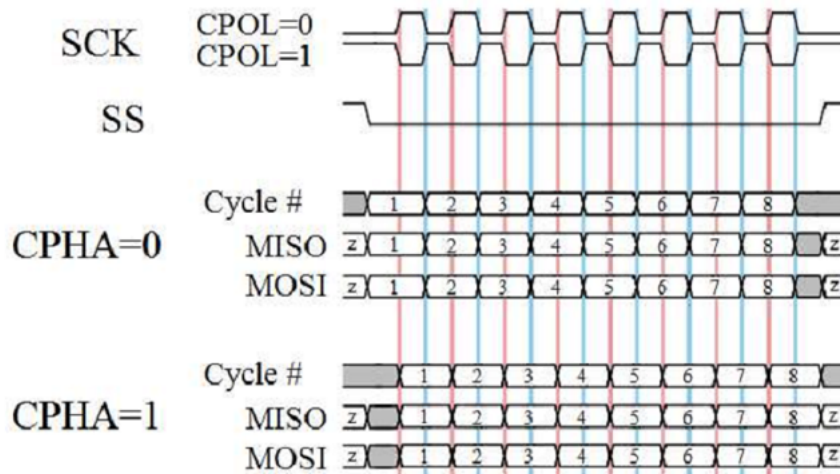 SCK CPOL=0
CPOL=1
SS
Cycle # 1 2 3 4 5 6 7 8
CPHA=0 MISO z 1 2 3 4 5 6 7 8 z
MOSI z 1 2 3 4 5 6 7 8 z
Cycle # 1 2 3 4 5 6 7 8
CPHA=1 MISO z 1 2 3 4 5 6 7 8 z
MOSI z 1 2 3 4 5 6 7 8 z